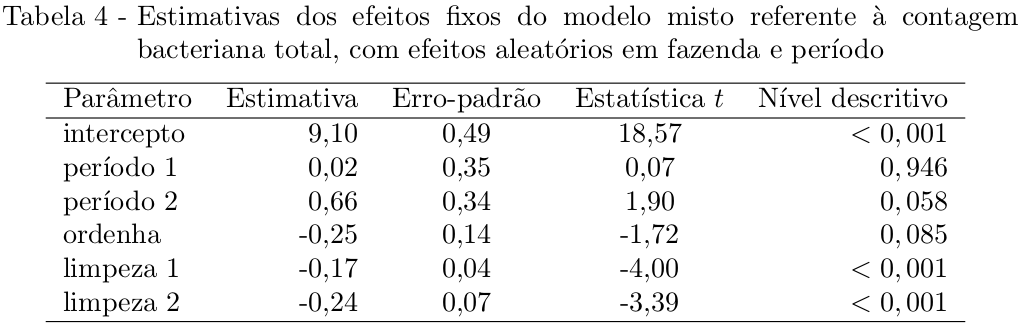 Tabela 4 - Estimativas dos efeitos fixos do modelo misto referente à contagem
bacteriana total, com efeitos aleatórios em fazenda e período
Parâmetro Estimativa Erro-padrão Estatística t Nível descritivo
intercepto 9,10 0,49 18,57 < 0,001
período 1 0,02 0,35 0,07 0,946
período 2 0,66 0,34 1,90 0,058
ordenha -0,25 0,14 -1,72 0,085
limpeza 1 -0,17 0,04 -4,00 < 0,001
limpeza 2 -0,24 0,07 -3,39 < 0,001